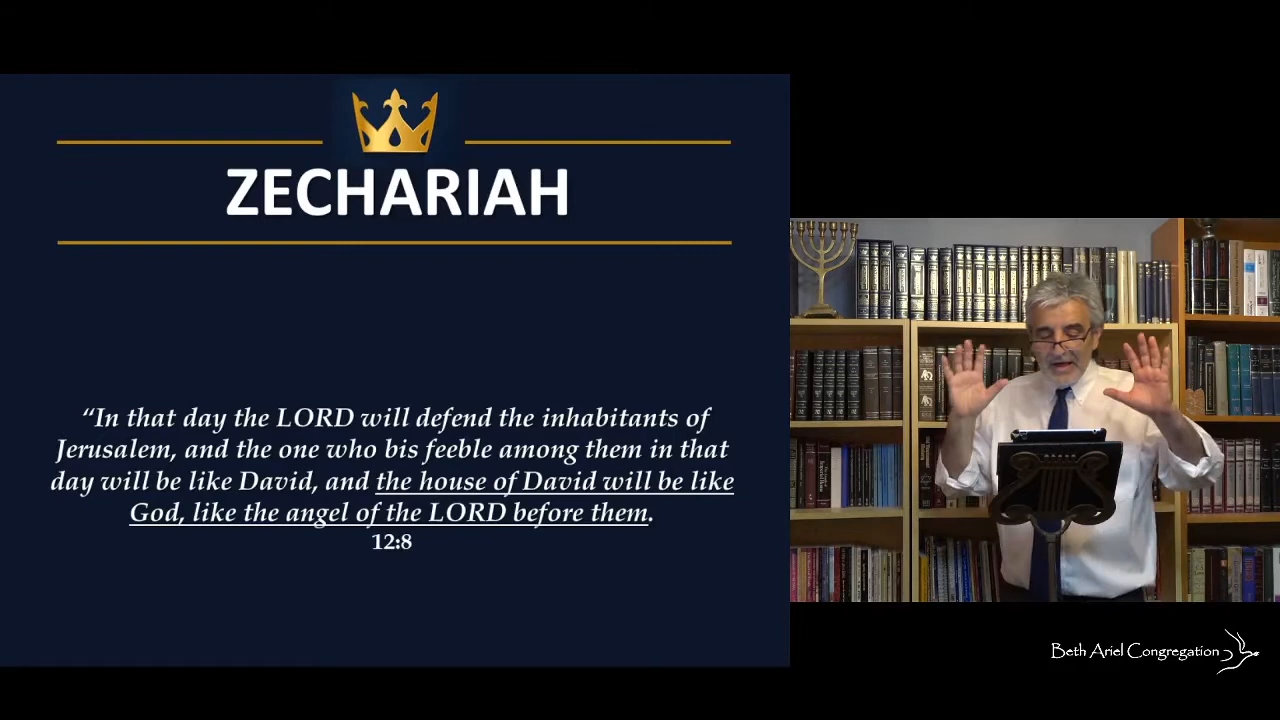 ZECHARIAH
“In that day the LORD will defend the inhabitants of
Jerusalem, and the one who bis feeble among them in that
day will be like David, and the house of David will be like
God, like the angel of the LORD before them.
12:8
Beth Ariel Congregation